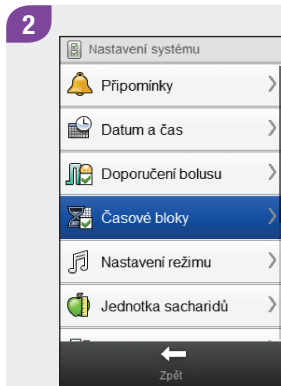 2
Nastavení systému
Připomínky
Datum a čas
Doporučení bolusu
Časové bloky
Nastavení režimu
Jednotka sacharidů
Zpět